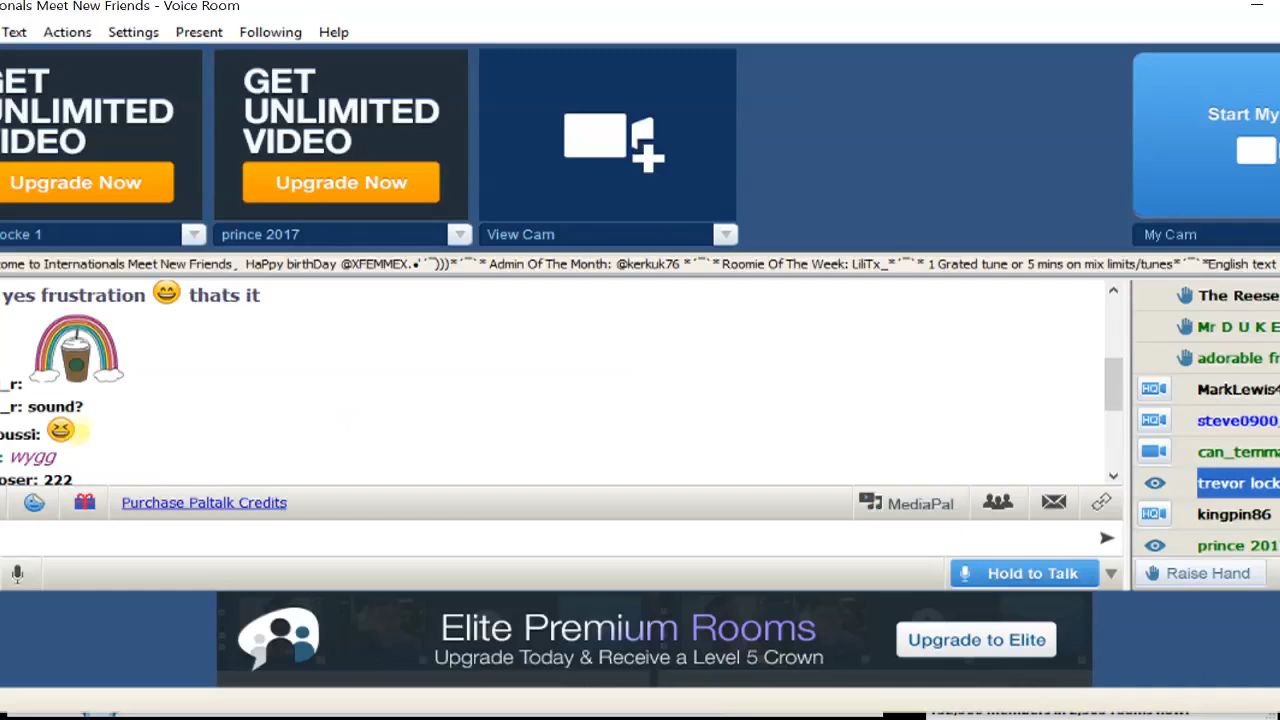 onals Meet New Friends - Voice Room
Text Actions Settings Present Following Help
GET
UNLIMITED
VIDEO
Upgrade Now
GET
UNLIMITED
VIDEO
Upgrade Now
Start My
ocke 1
prince 2017
View Cam
My Cam
ome to Internationals Meet New Friends¸ HaPpy birthDay @XFEMMEX.•'´¯)))*´¯`* Admin Of The Month: @kerkuk76 *´¯`* Roomie Of The Week: LiliTx_*´¯`* 1 Grated tune or 5 mins on mix limits/tunes*´¯`*English text
yes frustration 😄 thats it
_r:
_r: sound?
oussi: 😆
: wygg
oser: 222
The Reese
Mr D U K E
adorable fr
MarkLewis4
steve0900_
can_temma
trevor lock
kingpin86
prince 201
Purchase Paltalk Credits
MediaPal
Hold to Talk
Raise Hand
Elite Premium Rooms
Upgrade Today & Receive a Level 5 Crown
Upgrade to Elite